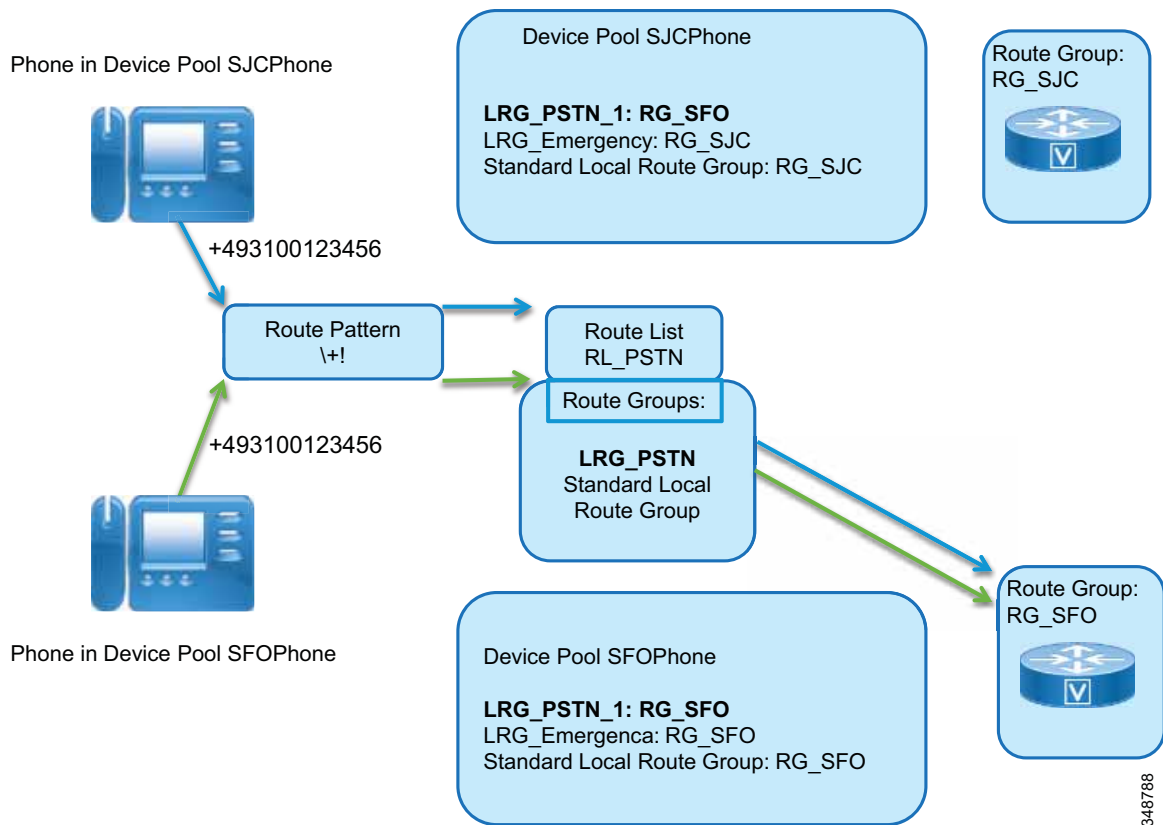 Phone in Device Pool SJCPhone
Device Pool SJCPhone
LRG_PSTN_1: RG_SFO
LRG_Emergency: RG_SJC
Standard Local Route Group: RG_SJC
Route Group:
RG_SJC
V
+493100123456
Route Pattern
\+!
Route List
RL_PSTN
Route Groups:
LRG_PSTN
Standard Local
Route Group
+493100123456
Route Group:
RG_SFO
V
Phone in Device Pool SFOPhone
Device Pool SFOPhone
LRG_PSTN_1: RG_SFO
LRG_Emergenca: RG_SFO
Standard Local Route Group: RG_SFO
348788